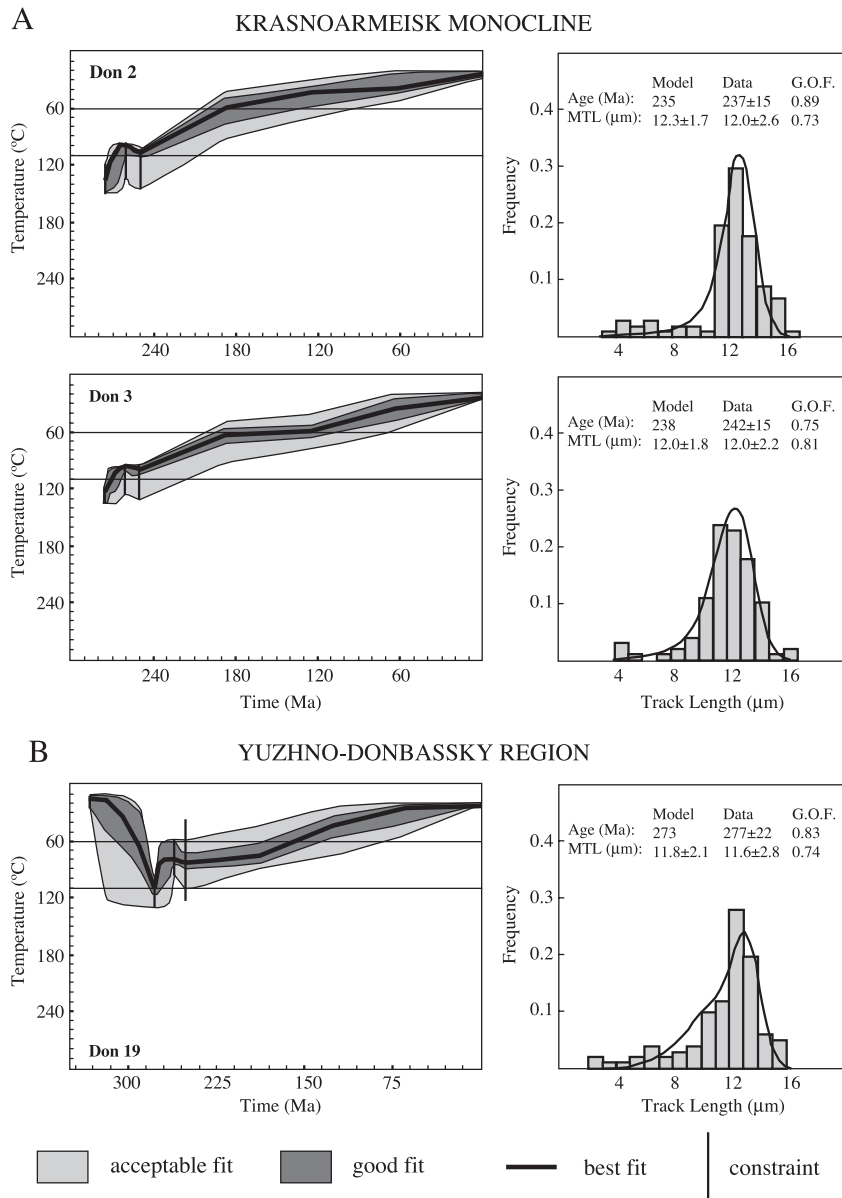 A
KRASNOARMEISK MONOCLINE
Don 2
Temperature (°C)
60
120
180
240
240 180 120 60
Model Data G.O.F.
Age (Ma): 235 237±15 0.89
MTL (μm): 12.3±1.7 12.0±2.6 0.73
Frequency
0.4
0.3
0.2
0.1
4 8 12 16
Don 3
Temperature (°C)
60
120
180
240
240 180 120 60
Time (Ma)
Model Data G.O.F.
Age (Ma): 238 242±15 0.75
MTL (μm): 12.0±1.8 12.0±2.2 0.81
Frequency
0.4
0.3
0.2
0.1
4 8 12 16
Track Length (μm)
B
YUZHNO-DONBASSKY REGION
Temperature (°C)
60
120
180
240
Don 19
300 225 150 75
Time (Ma)
Model Data G.O.F.
Age (Ma): 273 277±22 0.83
MTL (μm): 11.8±2.1 11.6±2.8 0.74
Frequency
0.4
0.3
0.2
0.1
4 8 12 16
Track Length (μm)
acceptable fit good fit best fit constraint